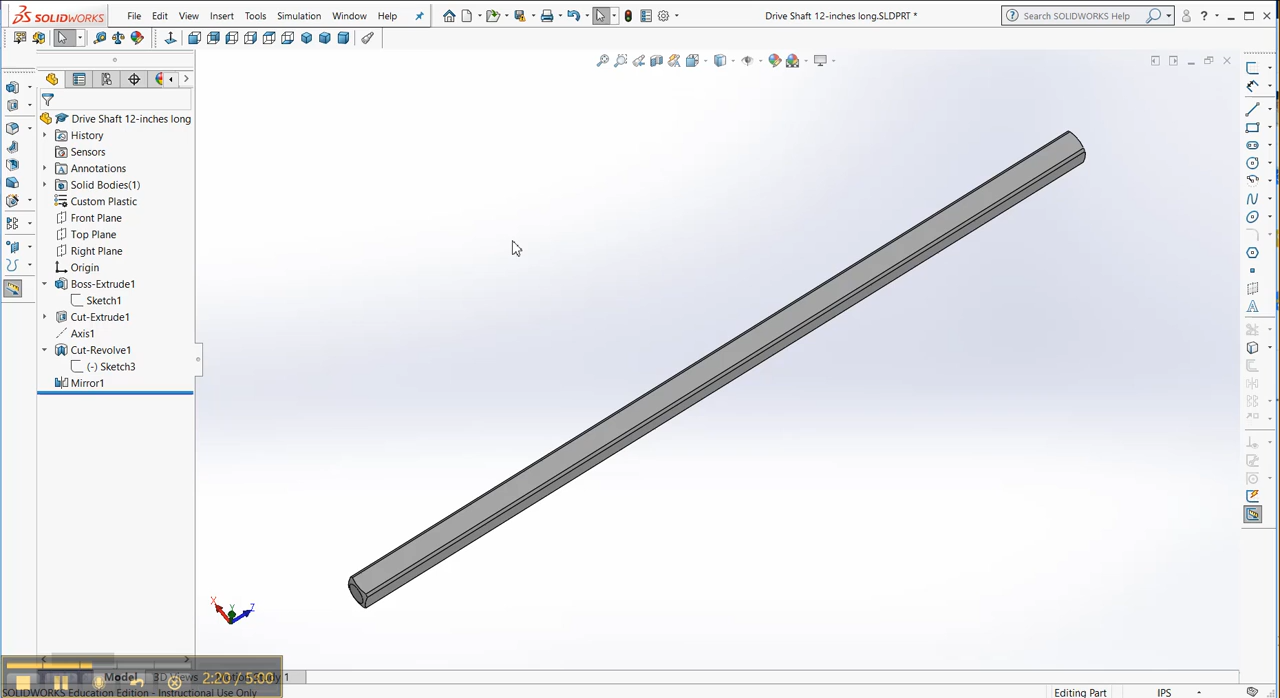 SOLIDWORKS File Edit View Insert Tools Simulation Window Help Drive Shaft 12-inches long.SLDPRT * Search SOLIDWORKS Help
Drive Shaft 12-inches long
History
Sensors
Annotations
Solid Bodies(1)
Custom Plastic
Front Plane
Top Plane
Right Plane
Origin
Boss-Extrude1
Sketch1
Cut-Extrude1
Axis1
Cut-Revolve1
(-) Sketch3
Mirror1
X Y Z
Model 3D Views 1
2:20 / 5:00
SOLIDWORKS Education Edition - Instructional Use Only Editing Part IPS